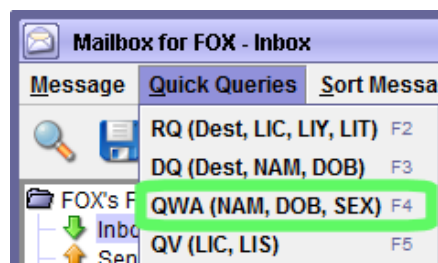 Mailbox for FOX - Inbox
Message Quick Queries Sort Messa
RQ (Dest, LIC, LIY, LIT) F2
DQ (Dest, NAM, DOB) F3
FOX's F
QWA (NAM, DOB, SEX) F4
Inbo
QV (LIC, LIS) F5
Sen